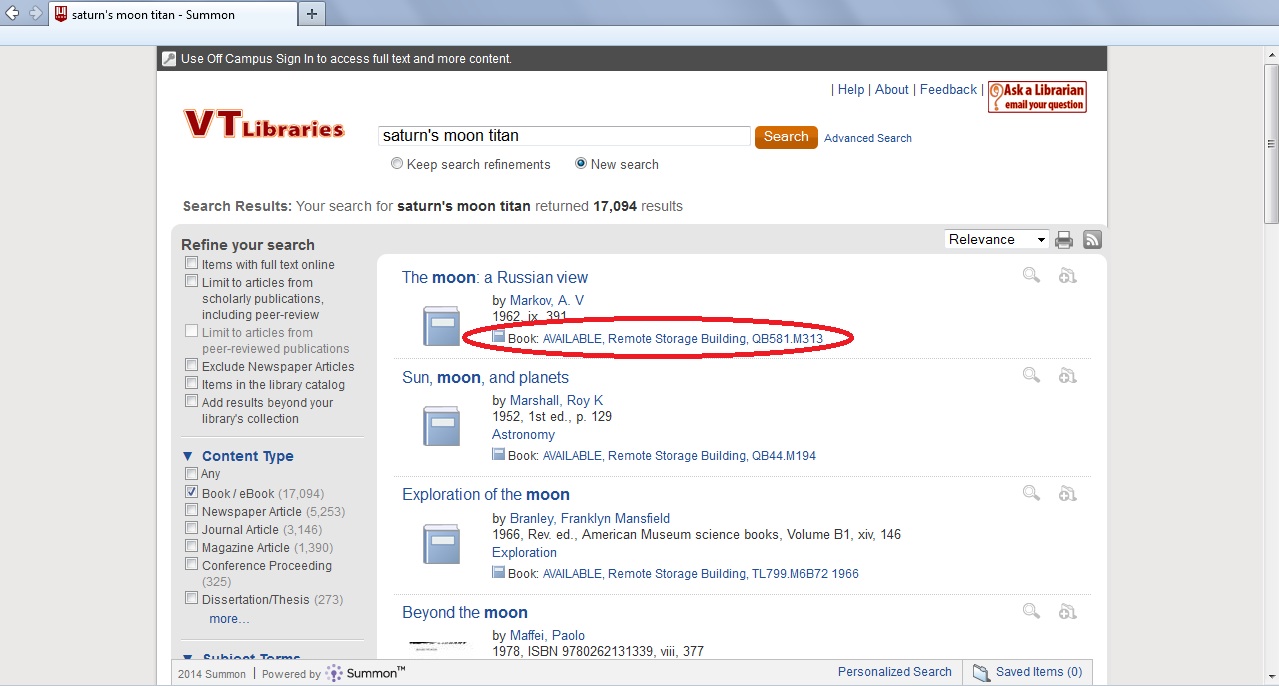 saturn's moon titan - Summon
Use Off Campus Sign In to access full text and more content.
| Help | About | Feedback |
Ask a Librarian
email your question
VT Libraries
saturn's moon titan
Search
Advanced Search
Keep search refinements
New search
Search Results: Your search for saturn's moon titan returned 17,094 results
Relevance
Refine your search
Items with full text online
Limit to articles from
scholarly publications,
including peer-review
Limit to articles from
peer-reviewed publications
Exclude Newspaper Articles
Items in the library catalog
Add results beyond your
library's collection
Content Type
Any
Book / eBook (17,094)
Newspaper Article (5,253)
Journal Article (3,146)
Magazine Article (1,390)
Conference Proceeding
(325)
Dissertation/Thesis (273)
more...
Subject Terms
The moon: a Russian view
by Markov, A. V
1962, ix, 391
Book: AVAILABLE, Remote Storage Building, QB581.M313
Sun, moon, and planets
by Marshall, Roy K
1952, 1st ed., p. 129
Astronomy
Book: AVAILABLE, Remote Storage Building, QB44.M194
Exploration of the moon
by Branley, Franklyn Mansfield
1966, Rev. ed., American Museum science books, Volume B1, xiv, 146
Exploration
Book: AVAILABLE, Remote Storage Building, TL799.M6B72 1966
Beyond the moon
by Maffei, Paolo
1978, ISBN 9780262131339, viii, 377
2014 Summon | Powered by Summon™
Personalized Search
Saved Items (0)